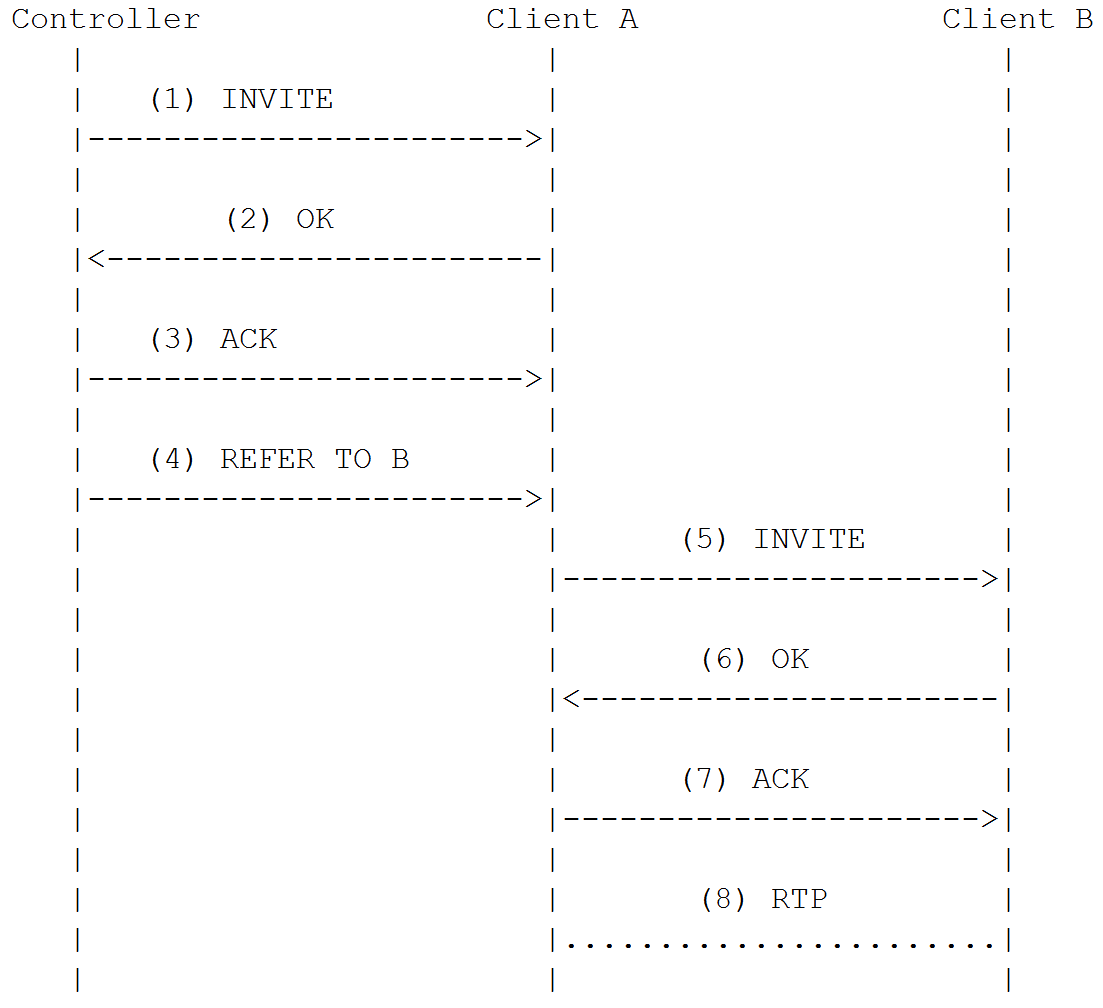 Controller               Client A                Client B
    |                        |                       |
    |   (1) INVITE           |                       |
    |----------------------->|                       |
    |                        |                       |
    |       (2) OK           |                       |
    |<-----------------------|                       |
    |                        |                       |
    |   (3) ACK              |                       |
    |----------------------->|                       |
    |                        |                       |
    |   (4) REFER TO B       |                       |
    |----------------------->|                       |
    |                        |      (5) INVITE       |
    |                        |---------------------->|
    |                        |                       |
    |                        |       (6) OK          |
    |                        |<----------------------|
    |                        |                       |
    |                        |      (7) ACK          |
    |                        |---------------------->|
    |                        |                       |
    |                        |       (8) RTP         |
    |                        |.......................|
    |                        |                       |